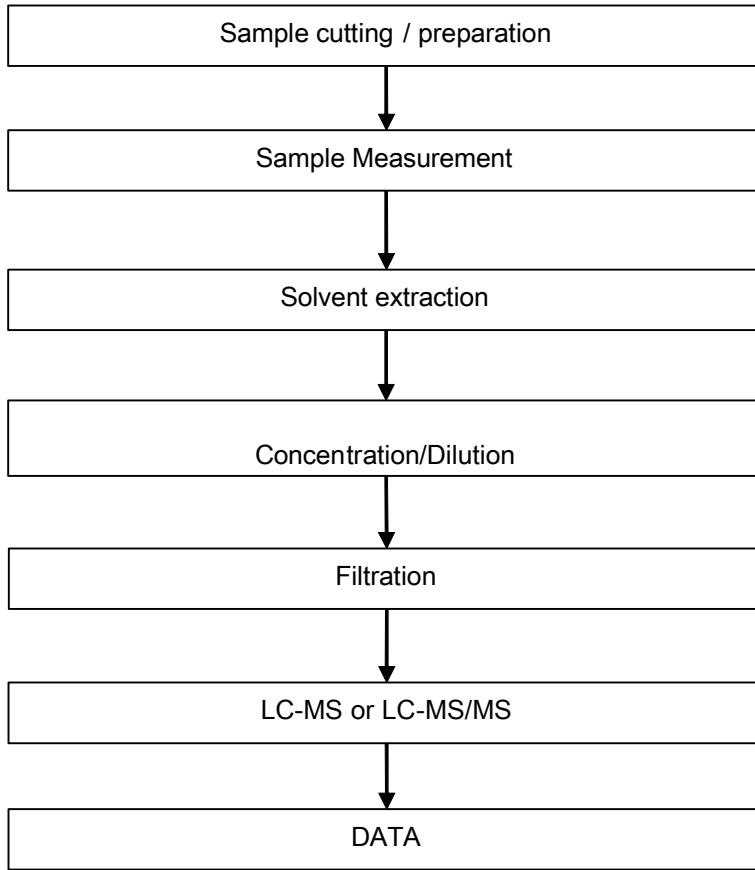 Sample cutting / preparation
Sample Measurement
Solvent extraction
Concentration/Dilution
Filtration
LC-MS or LC-MS/MS
DATA